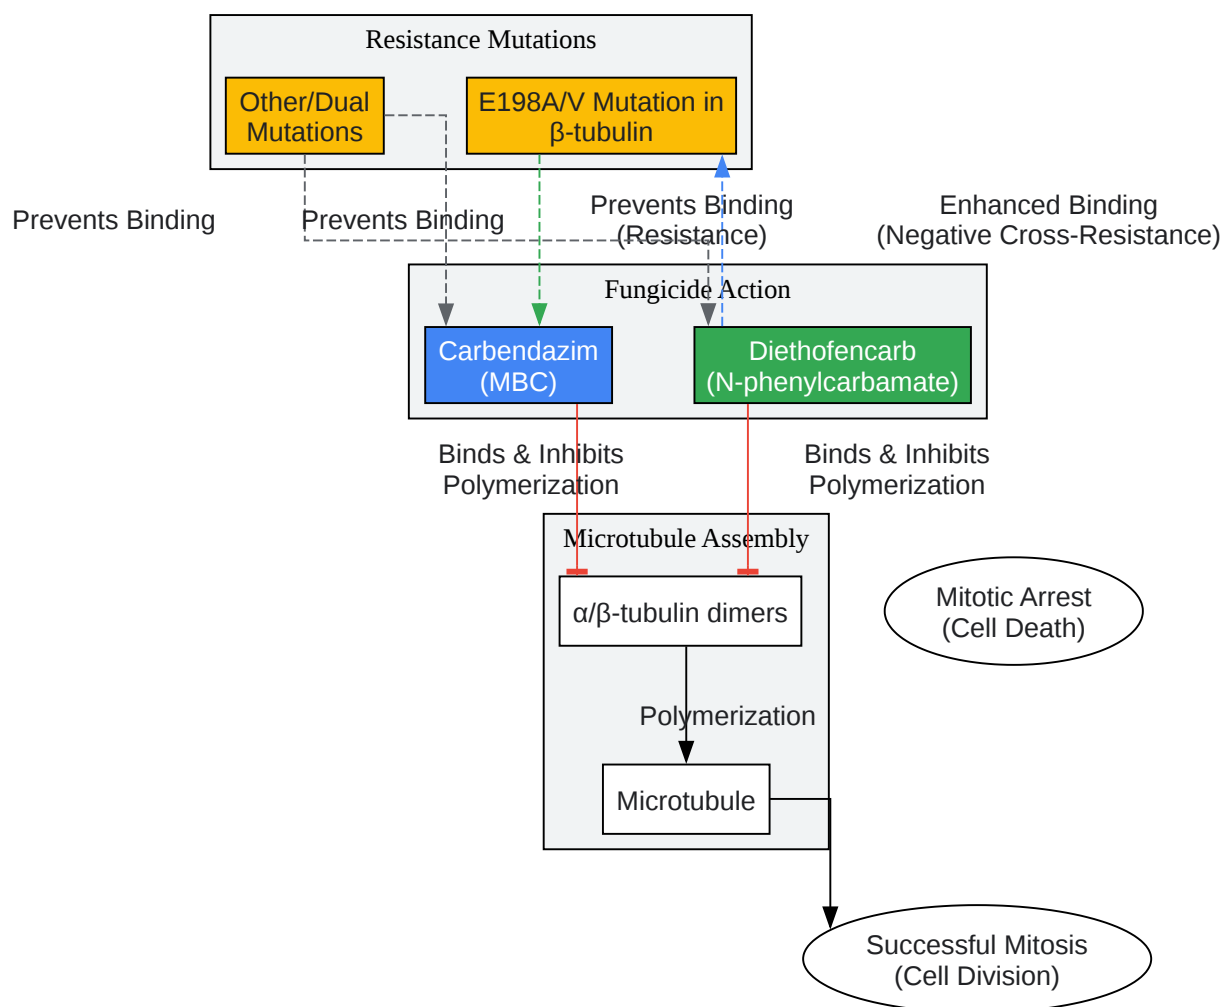 Resistance Mutations
Other/Dual
Mutations
E198A/V Mutation in
β-tubulin
Prevents Binding
Prevents Binding
Prevents Binding
(Resistance)
Enhanced Binding
(Negative Cross-Resistance)
Fungicide Action
Carbendazim
(MBC)
Diethofencarb
(N-phenylcarbamate)
Binds & Inhibits
Polymerization
Binds & Inhibits
Polymerization
Microtubule Assembly
α/β-tubulin dimers
Mitotic Arrest
(Cell Death)
Polymerization
Microtubule
Successful Mitosis
(Cell Division)